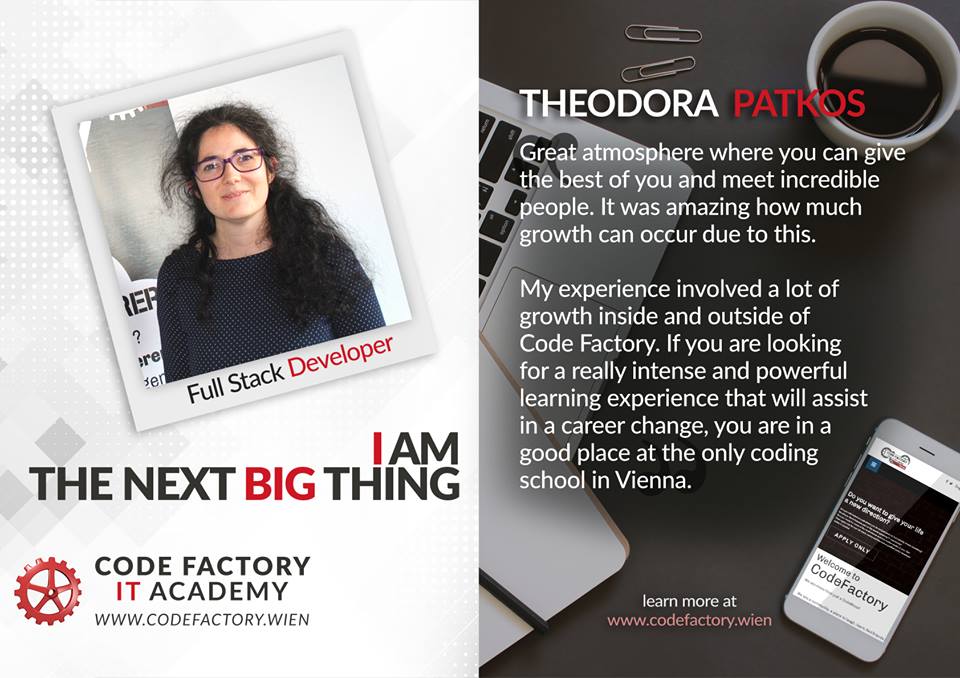 Full Stack Developer
I AM
THE NEXT BIG THING
CODE FACTORY
IT ACADEMY
WWW.CODEFACTORY.WIEN
THEODORA PATKOS
Great atmosphere where you can give
the best of you and meet incredible
people. It was amazing how much
growth can occur due to this.
My experience involved a lot of
growth inside and outside of
Code Factory. If you are looking
for a really intense and powerful
learning experience that will assist
in a career change, you are in a
good place at the only coding
school in Vienna.
learn more at
www.codefactory.wien
Do you want to give your life
a new direction?
APPLY ONLY
Welcome to
CodeFactory
shift